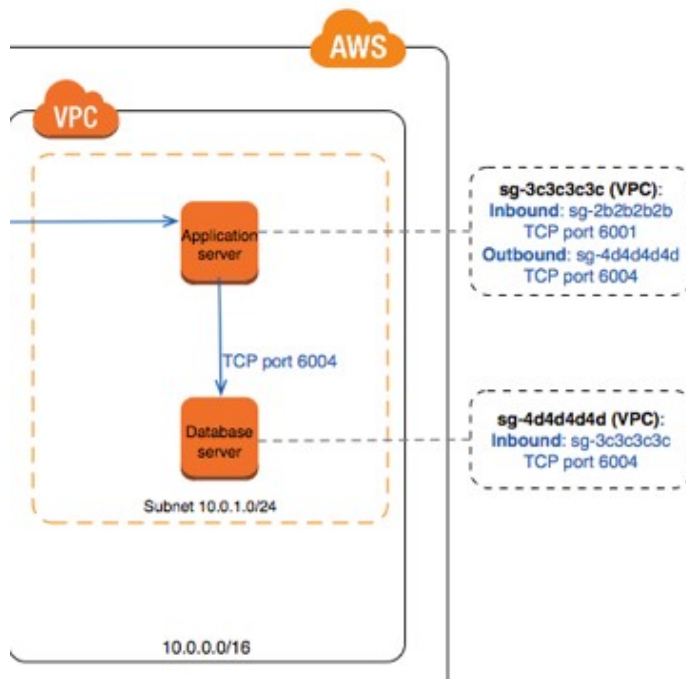 AWS
VPC
Application
server
sg-3c3c3c3c (VPC):
Inbound: sg-2b2b2b2b
TCP port 6001
Outbound: sg-4d4d4d4d
TCP port 6004
TCP port 6004
Database
server
sg-4d4d4d4d (VPC):
Inbound: sg-3c3c3c3c
TCP port 6004
Subnet 10.0.1.0/24
10.0.0.0/16